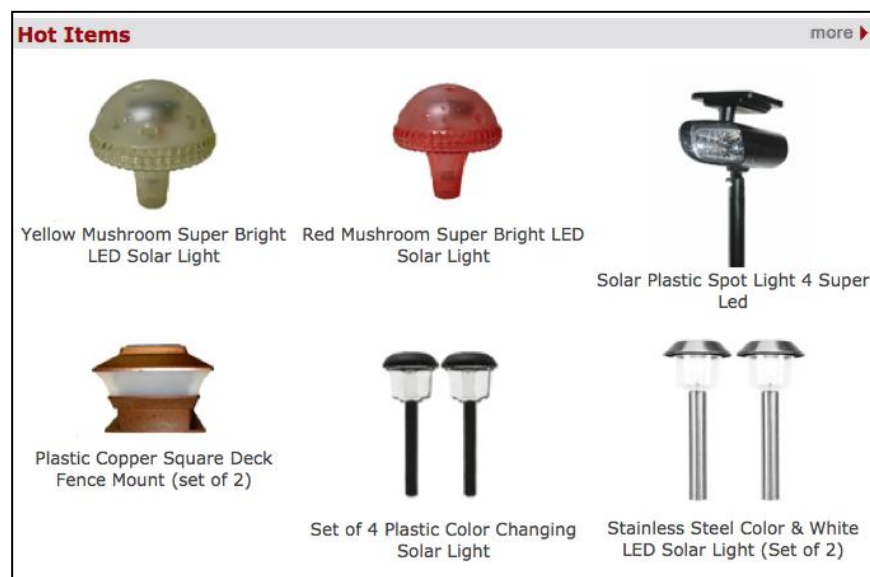 Hot Items
more
Yellow Mushroom Super Bright
LED Solar Light
Red Mushroom Super Bright LED
Solar Light
Solar Plastic Spot Light 4 Super
Led
Plastic Copper Square Deck
Fence Mount (set of 2)
Set of 4 Plastic Color Changing
Solar Light
Stainless Steel Color & White
LED Solar Light (Set of 2)